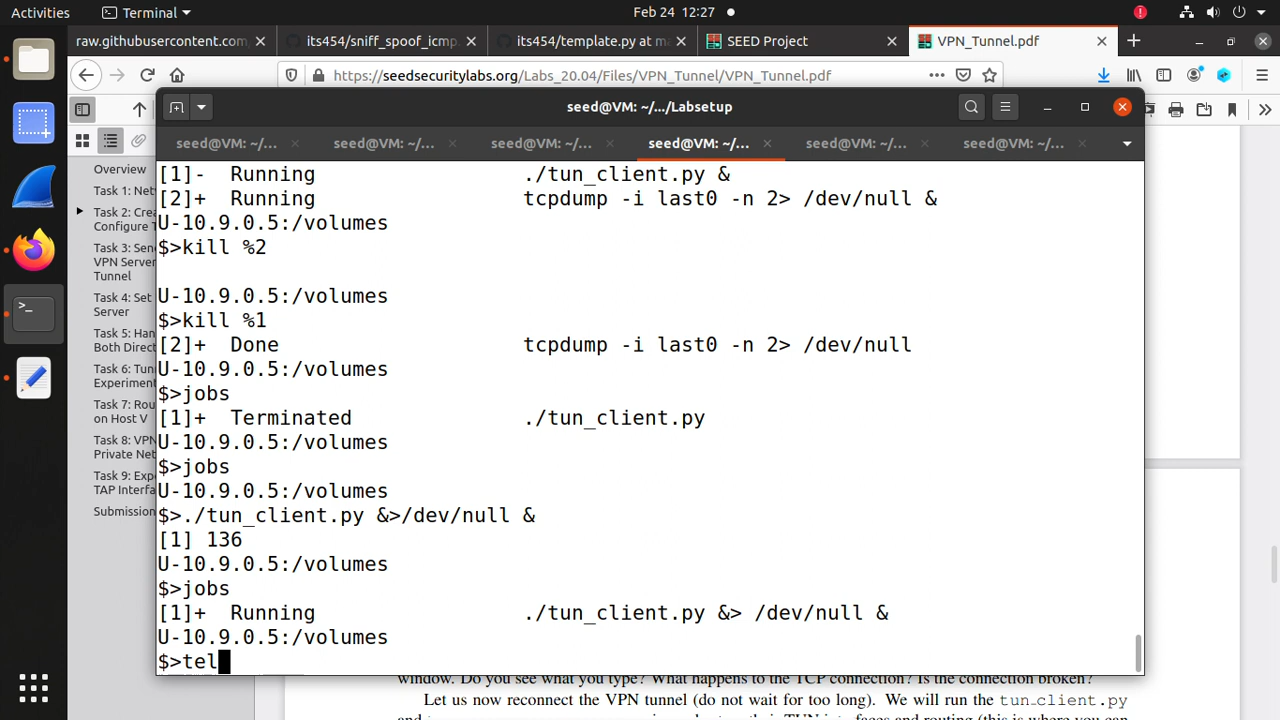 Activities
Terminal
Feb 24 12:27
raw.githubusercontent.com
its454/sniff_spoof_icmp
its454/template.py at ma
SEED Project
VPN_Tunnel.pdf
https://seedsecuritylabs.org/Labs_20.04/Files/VPN_Tunnel/VPN_Tunnel.pdf
seed@VM: ~/.../Labsetup
seed@VM: ~/...
seed@VM: ~/...
seed@VM: ~/...
seed@VM: ~/...
seed@VM: ~/...
seed@VM: ~/...
Overview
Task 1: Net
Task 2: Crea
Configure T
Task 3: Sen
VPN Server
Tunnel
Task 4: Set
Server
Task 5: Han
Both Direct
Task 6: Tun
Experiment
Task 7: Rou
on Host V
Task 8: VPN
Private Net
Task 9: Exp
TAP Interfa
Submission
[1]- Running ./tun_client.py &
[2]+ Running tcpdump -i last0 -n 2> /dev/null &
U-10.9.0.5:/volumes
$>kill %2
U-10.9.0.5:/volumes
$>kill %1
[2]+ Done tcpdump -i last0 -n 2> /dev/null
U-10.9.0.5:/volumes
$>jobs
[1]+ Terminated ./tun_client.py
U-10.9.0.5:/volumes
$>jobs
U-10.9.0.5:/volumes
$>./tun_client.py &>/dev/null &
[1] 136
U-10.9.0.5:/volumes
$>jobs
[1]+ Running ./tun_client.py &> /dev/null &
U-10.9.0.5:/volumes
$>tel
window. Do you see what you type? What happens to the TCP connection? Is the connection broken?
Let us now reconnect the VPN tunnel (do not wait for too long). We will run the tun_client.py